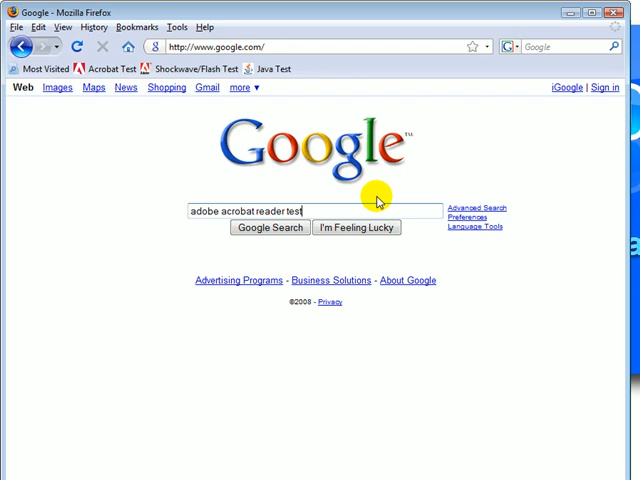 Google - Mozilla Firefox
File Edit View History Bookmarks Tools Help
http://www.google.com/ Google
Most Visited Acrobat Test Shockwave/Flash Test Java Test
Web Images Maps News Shopping Gmail more ▼ iGoogle | Sign in
Google™
adobe acrobat reader test
Advanced Search
Preferences
Language Tools
Google Search I'm Feeling Lucky
Advertising Programs - Business Solutions - About Google
©2008 - Privacy